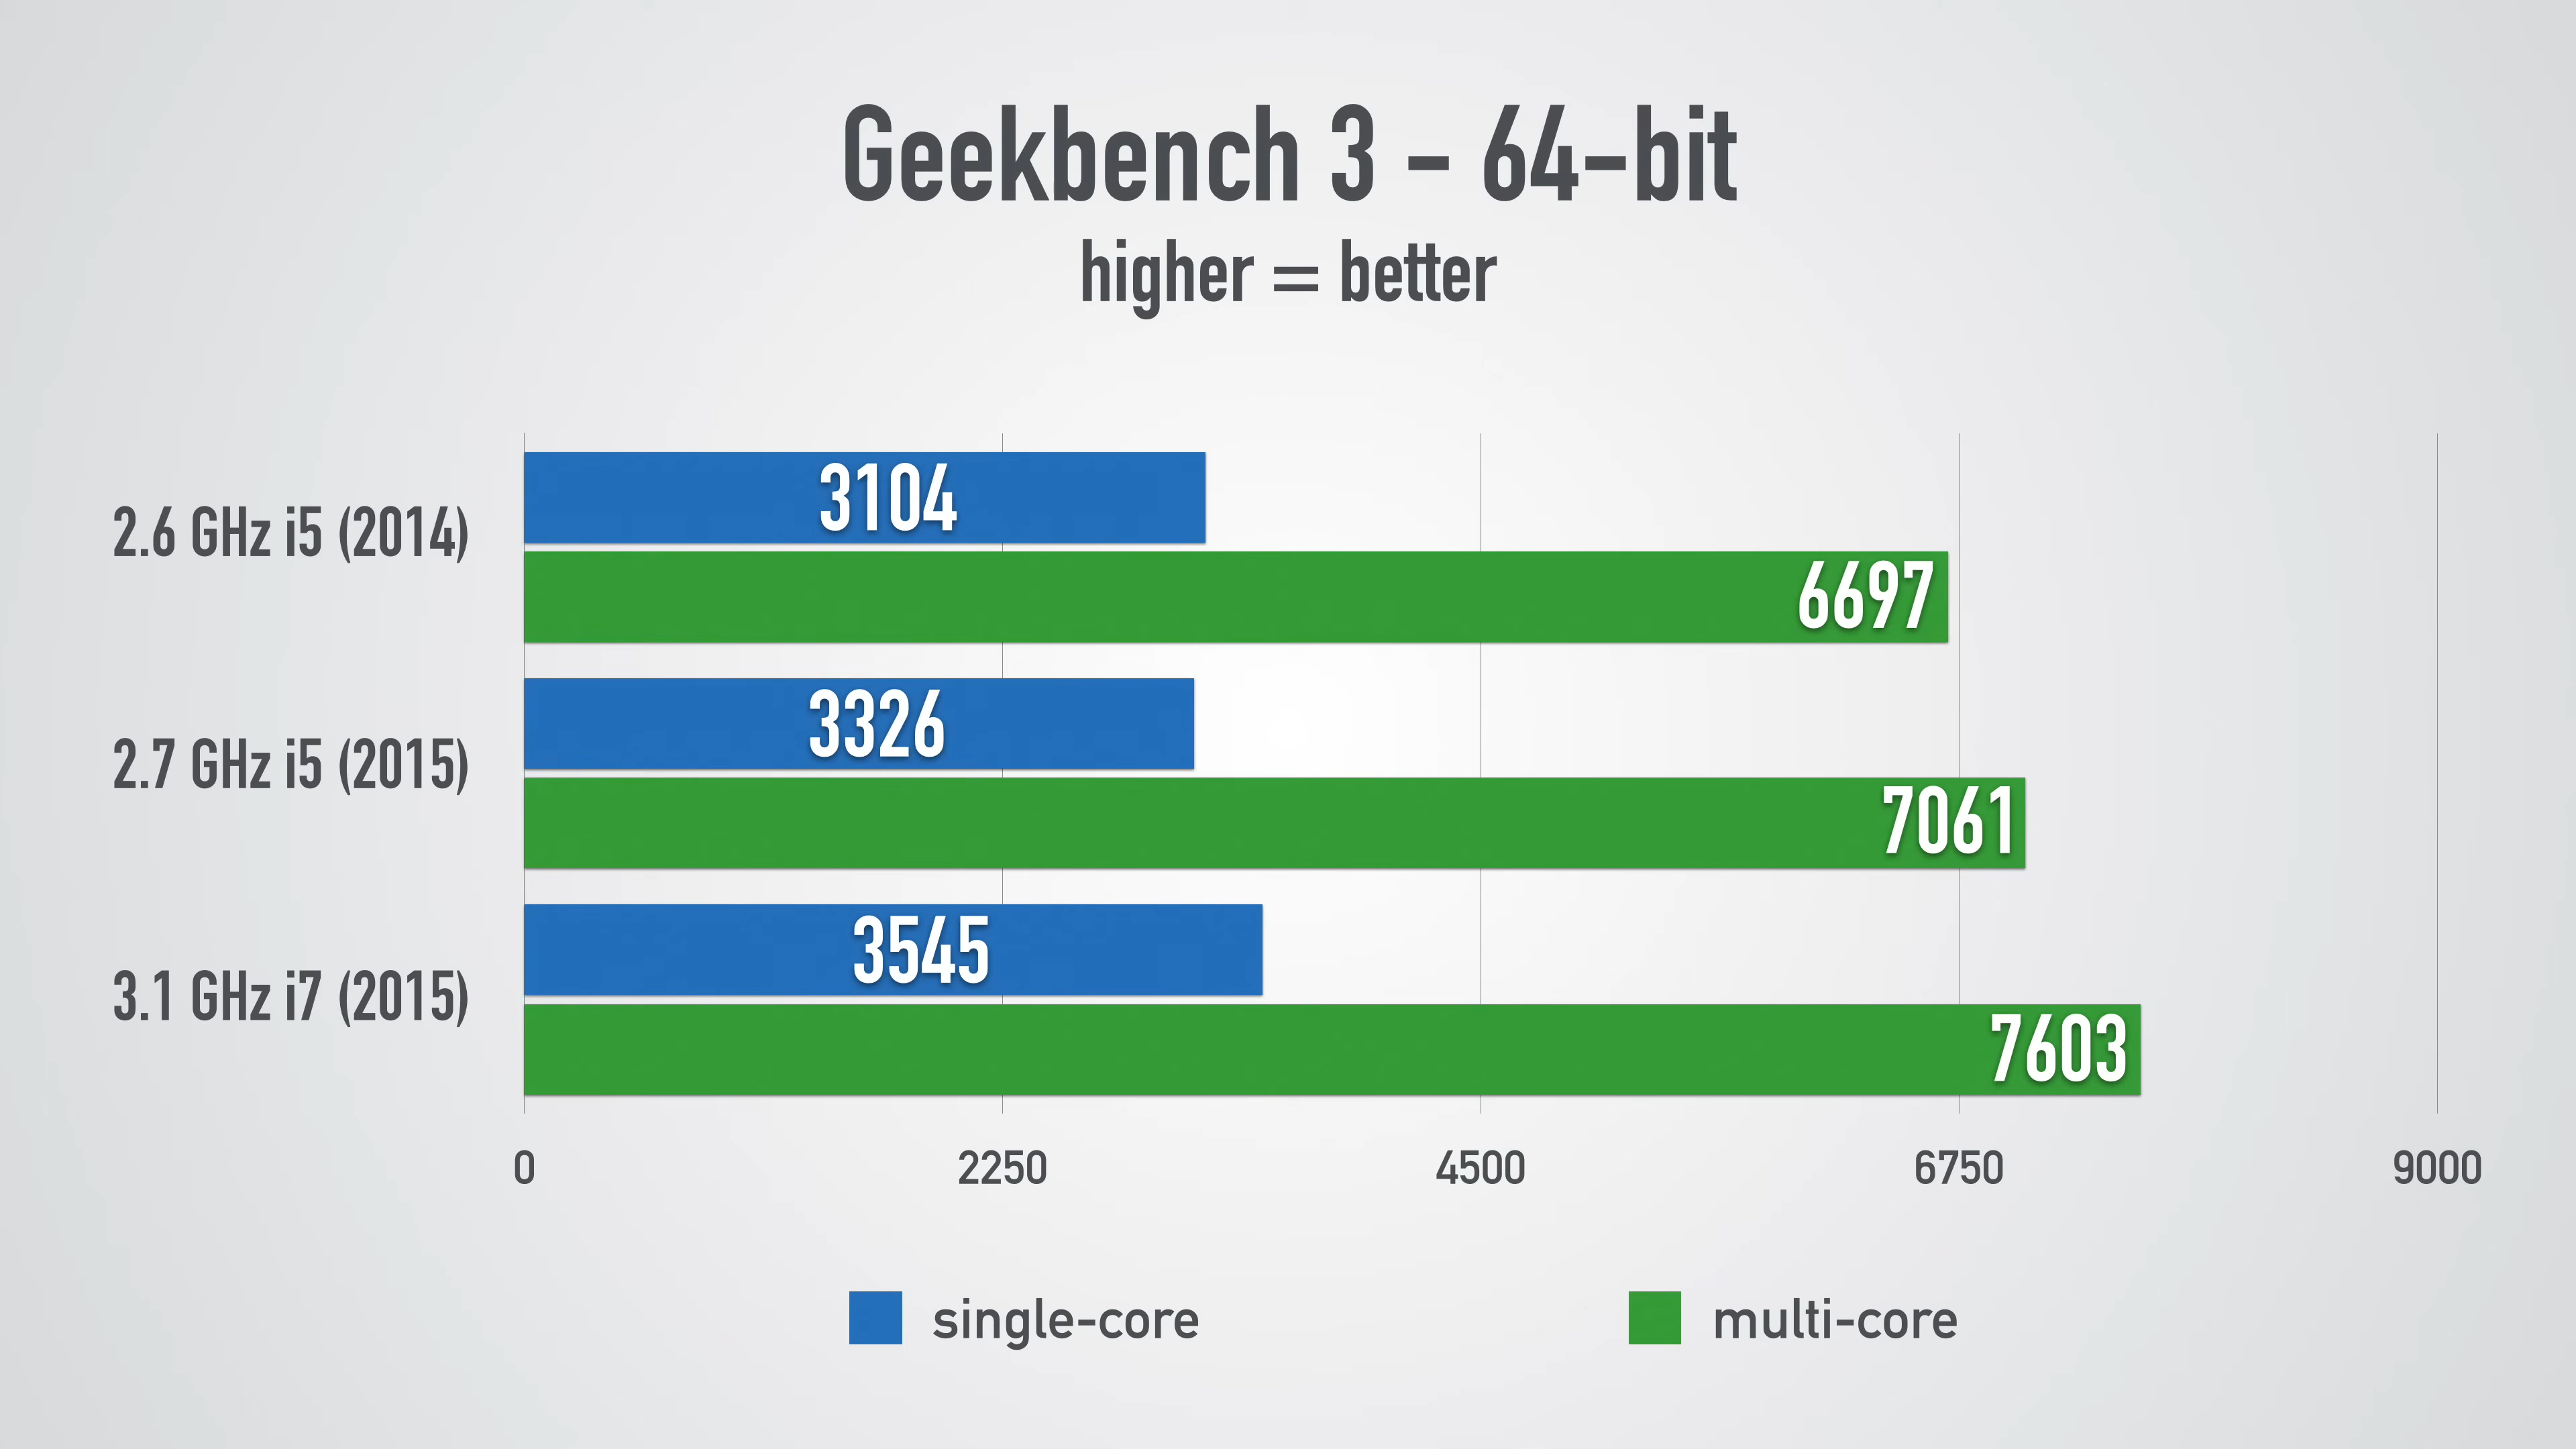 Geekbench 3 - 64-bit
higher = better
2.6 GHz i5 (2014)
3104
6697
2.7 GHz i5 (2015)
3326
7061
3.1 GHz i7 (2015)
3545
7603
0 2250 4500 6750 9000
single-core multi-core